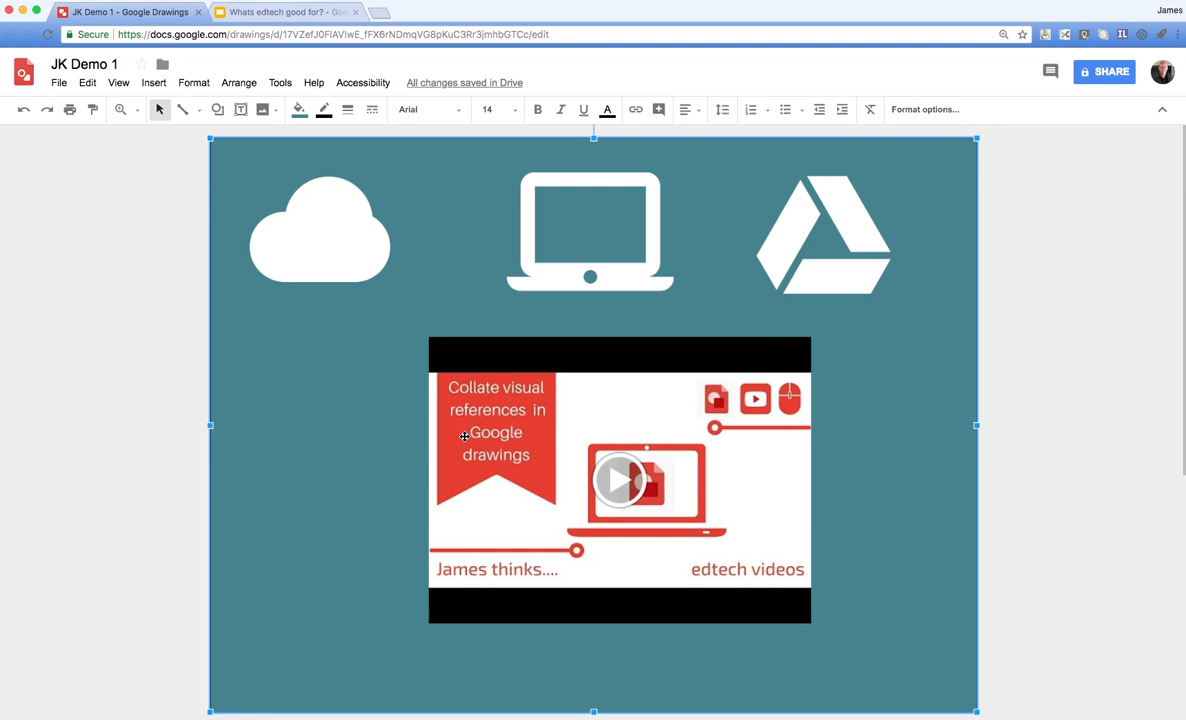 JK Demo 1 - Google Drawings
Whats edtech good for? - Goo
James
Secure
https://docs.google.com/drawings/d/17VZefJ0FlAVIwE_fFX6rNDmqVG8pKuC3Rr3jmhbGTCc/edit
JK Demo 1
File Edit View Insert Format Arrange Tools Help Accessibility All changes saved in Drive
SHARE
Arial 14 B I U A Format options...
Collate visual
references in
Google
drawings
James thinks....
edtech videos